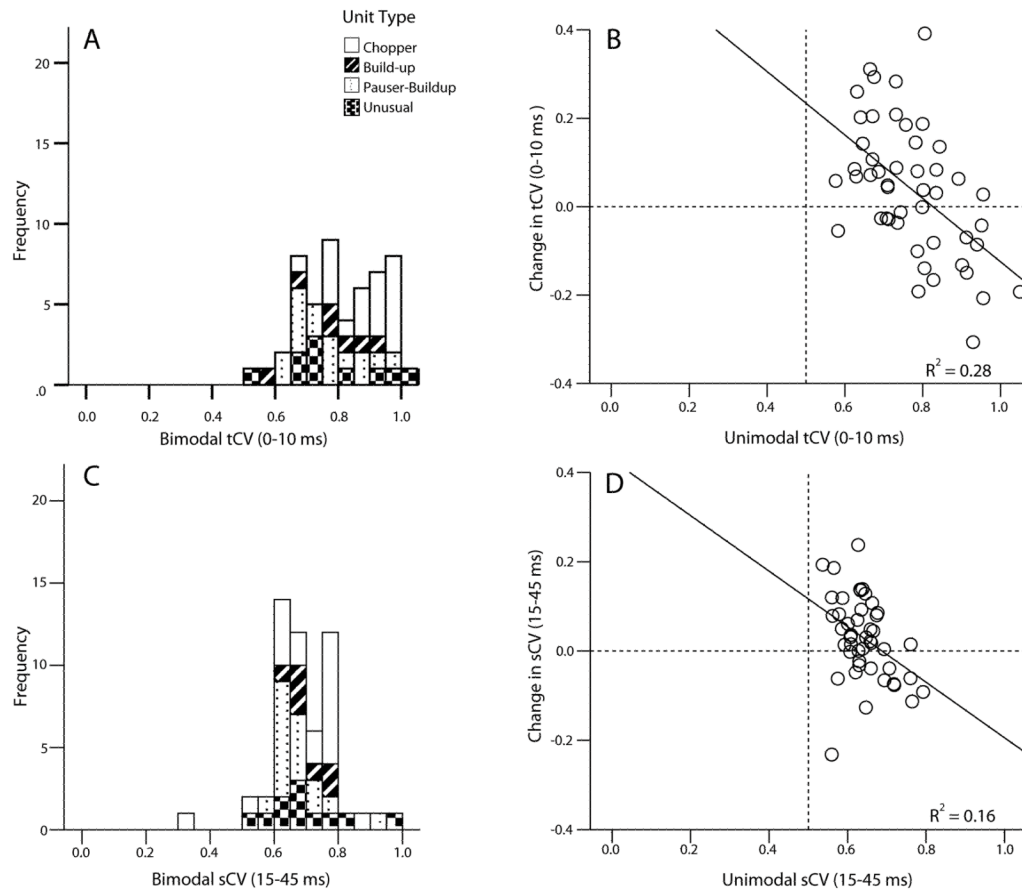 Unit Type
Chopper
Build-up
Pauser-Buildup
Unusual
A
20
15
10
5
.0
Frequency
0.0 0.2 0.4 0.6 0.8 1.0
Bimodal tCV (0-10 ms)
B
0.4
0.2
0.0
-0.2
-0.4
Change in tCV (0-10 ms )
R² = 0.28
0.0 0.2 0.4 0.6 0.8 1.0
Unimodal tCV (0-10 ms)
C
20
15
10
5
0
Frequency
0.0 0.2 0.4 0.6 0.8 1.0
Bimodal sCV (15-45 ms)
D
0.4
0.2
0.0
-0.2
-0.4
Change in sCV (15-45 ms)
R² = 0.16
0.0 0.2 0.4 0.6 0.8 1.0
Unimodal sCV (15-45 ms)